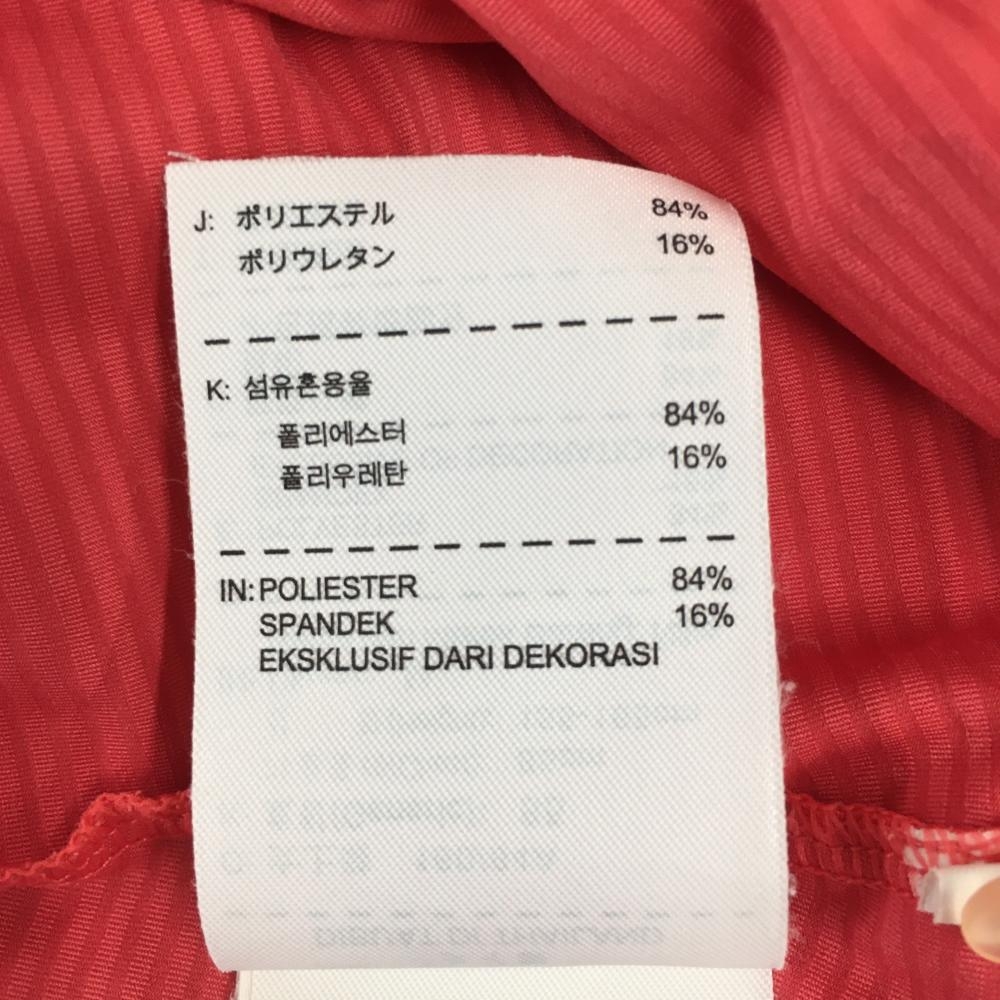 J: ポリエステル 84%
ポリウレタン 16%
K: 섬유혼용율
폴리에스터 84%
폴리우레탄 16%
IN: POLIESTER 84%
SPANDEK 16%
EKSKLUSIF DARI DEKORASI